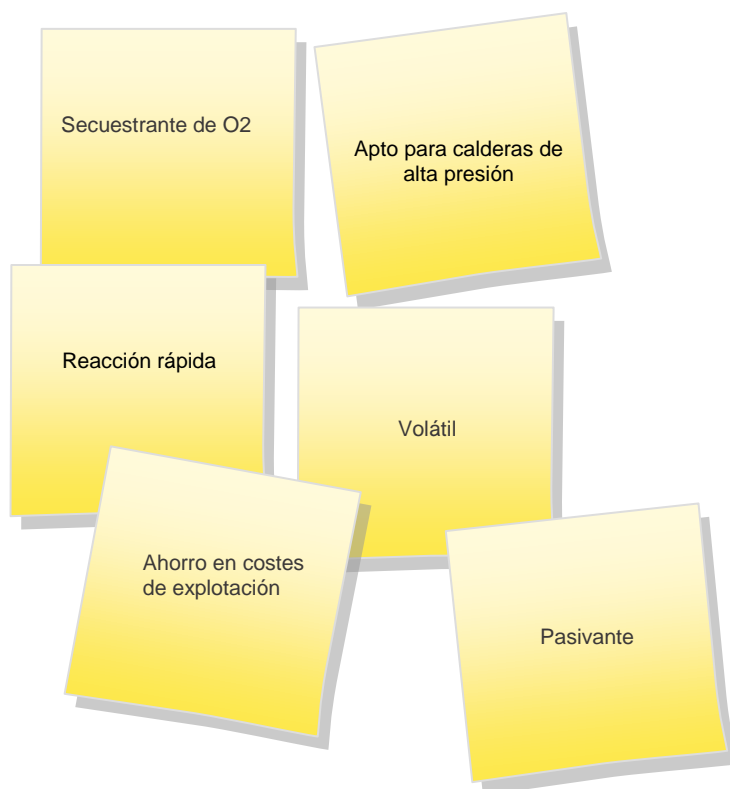 Secuestrante de O2
Apto para calderas de
alta presión
Reacción rápida
Volátil
Ahorro en costes
de explotación
Pasivante